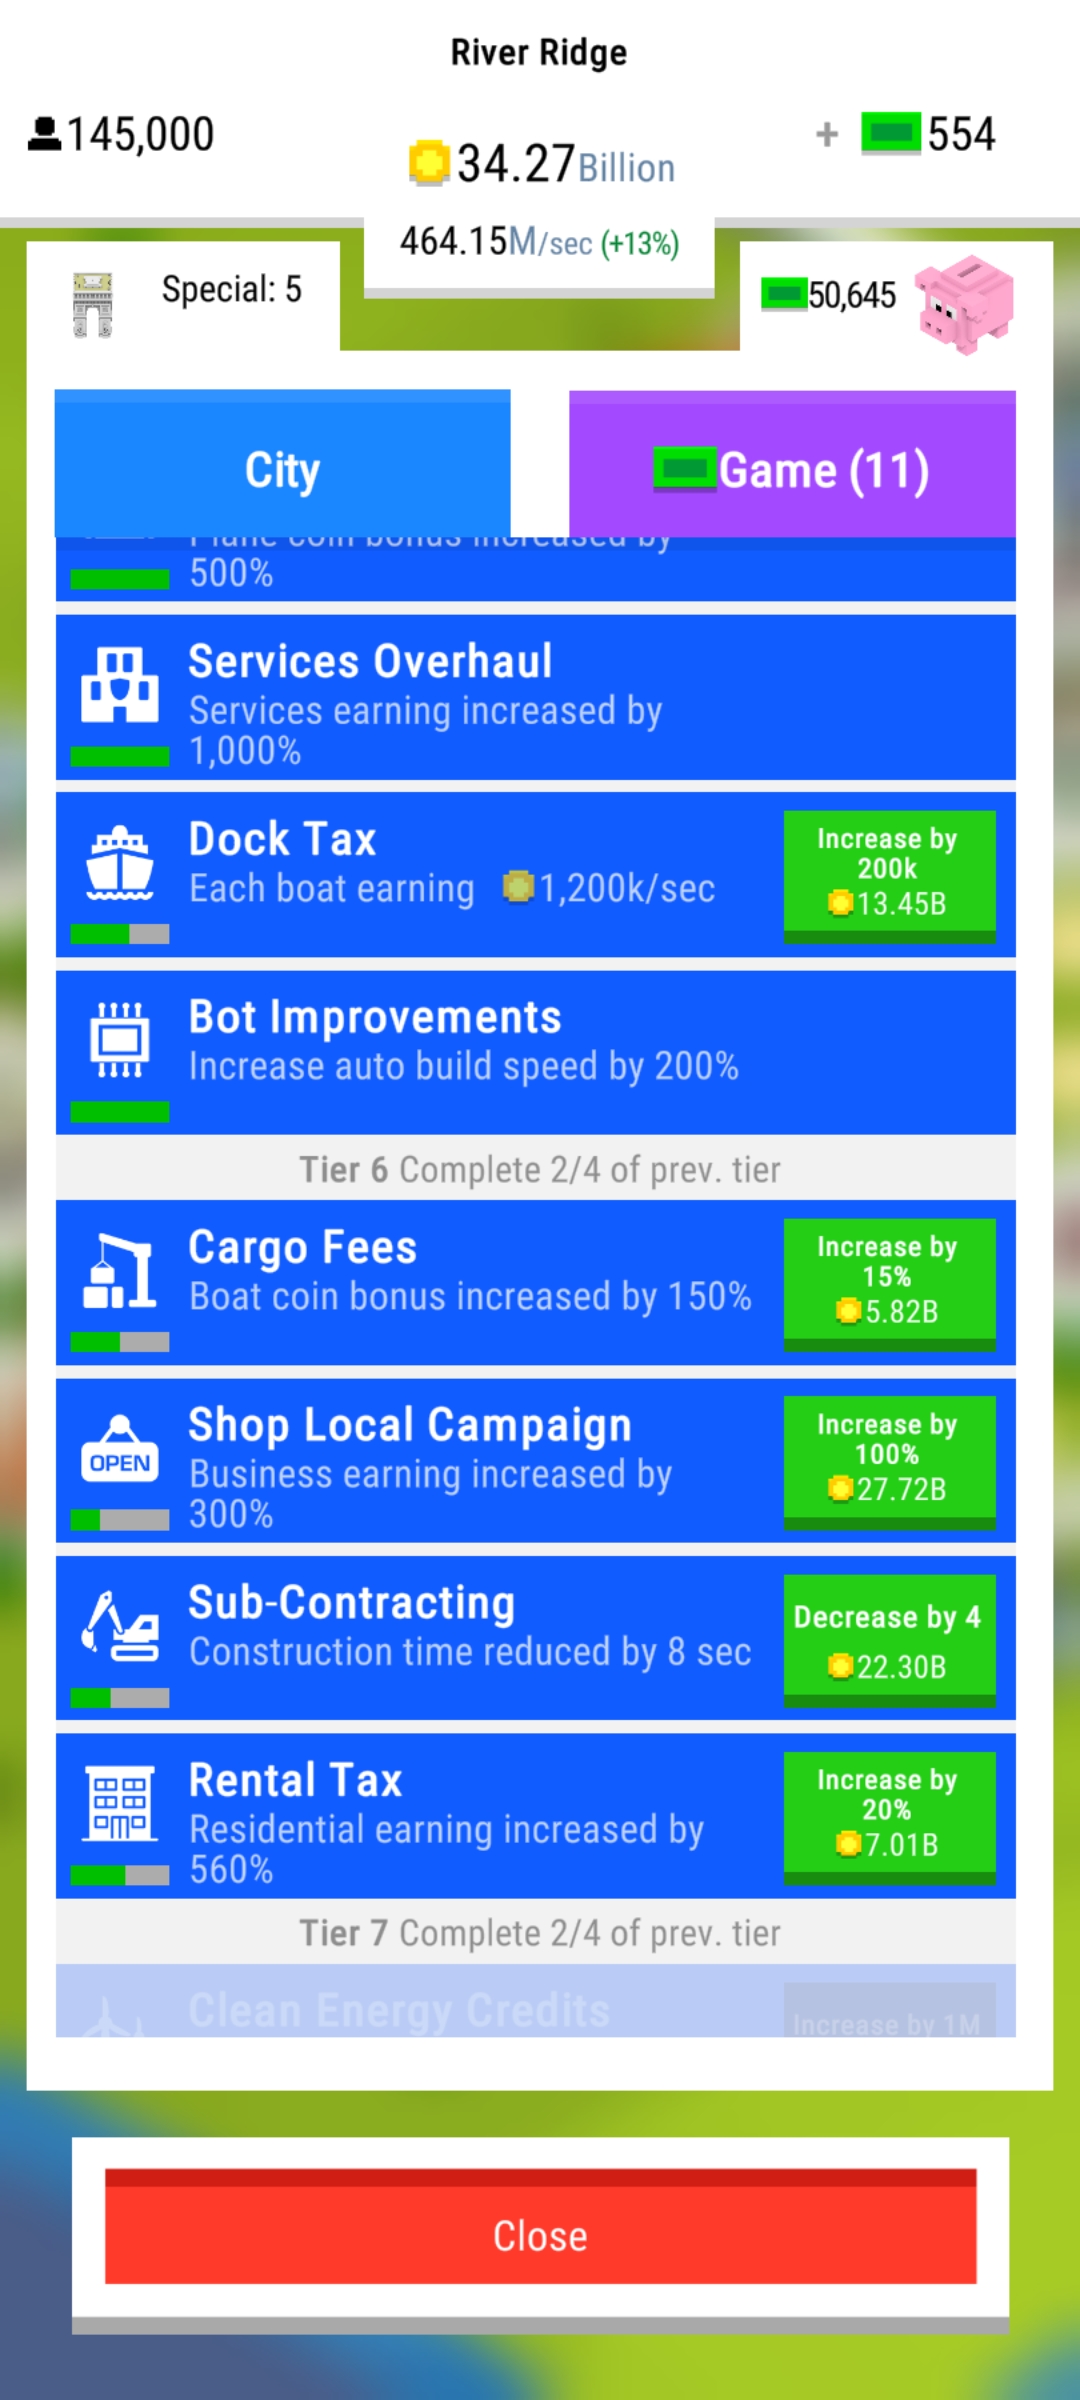 River Ridge
145,000
34.27Billion
+ 554
464.15M/sec (+13%)
Special: 5
50,645
City
Game (11)
Plane coin bonus increased by
500%
Services Overhaul
Services earning increased by
1,000%
Dock Tax
Each boat earning 1,200k/sec
Increase by
200k
13.45B
Bot Improvements
Increase auto build speed by 200%
Tier 6 Complete 2/4 of prev. tier
Cargo Fees
Boat coin bonus increased by 150%
Increase by
15%
5.82B
OPEN
Shop Local Campaign
Business earning increased by
300%
Increase by
100%
27.72B
Sub-Contracting
Construction time reduced by 8 sec
Decrease by 4
22.30B
Rental Tax
Residential earning increased by
560%
Increase by
20%
7.01B
Tier 7 Complete 2/4 of prev. tier
Clean Energy Credits
Increase by 1M
Close